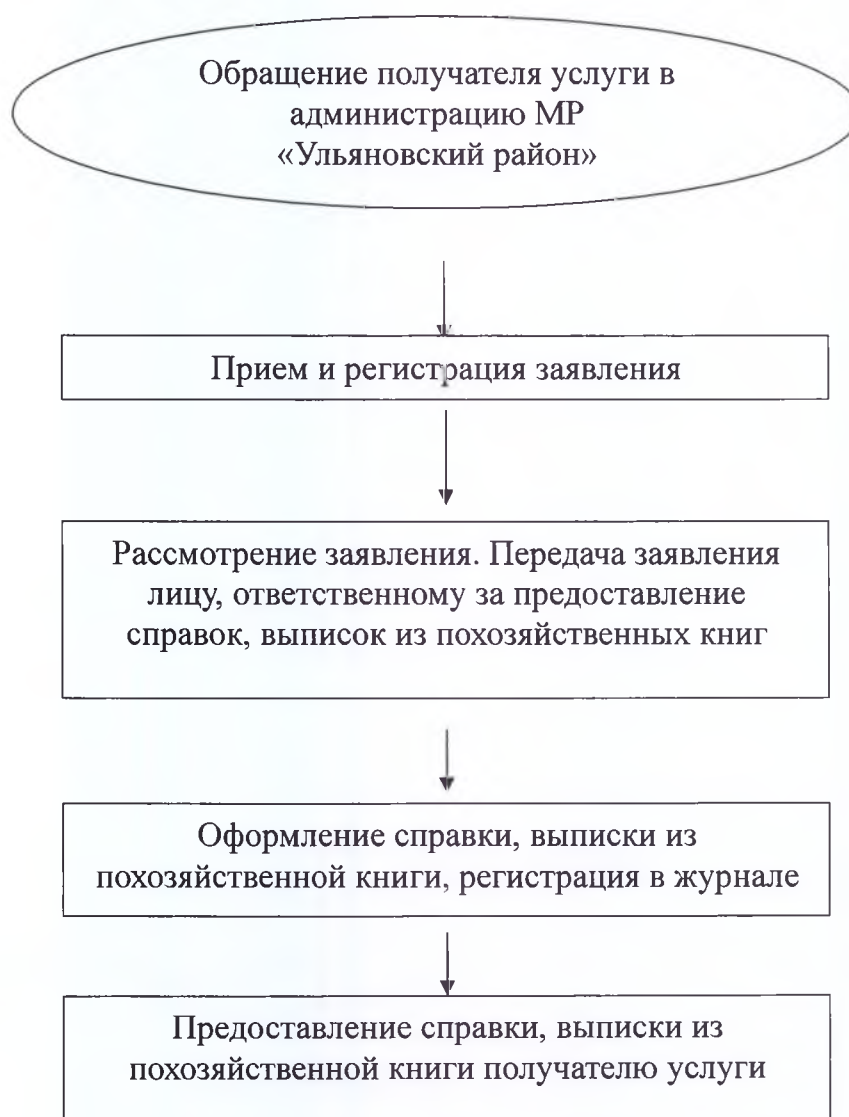 Обращение получателя услуги в
администрацию МР
«Ульяновский район»
Прием и регистрация заявления
Рассмотрение заявления. Передача заявления
лицу, ответственному за предоставление
справок, выписок из похозяйственных книг
Оформление справки, выписки из
похозяйственной книги, регистрация в журнале
Предоставление справки, выписки из
похозяйственной книги получателю услуги